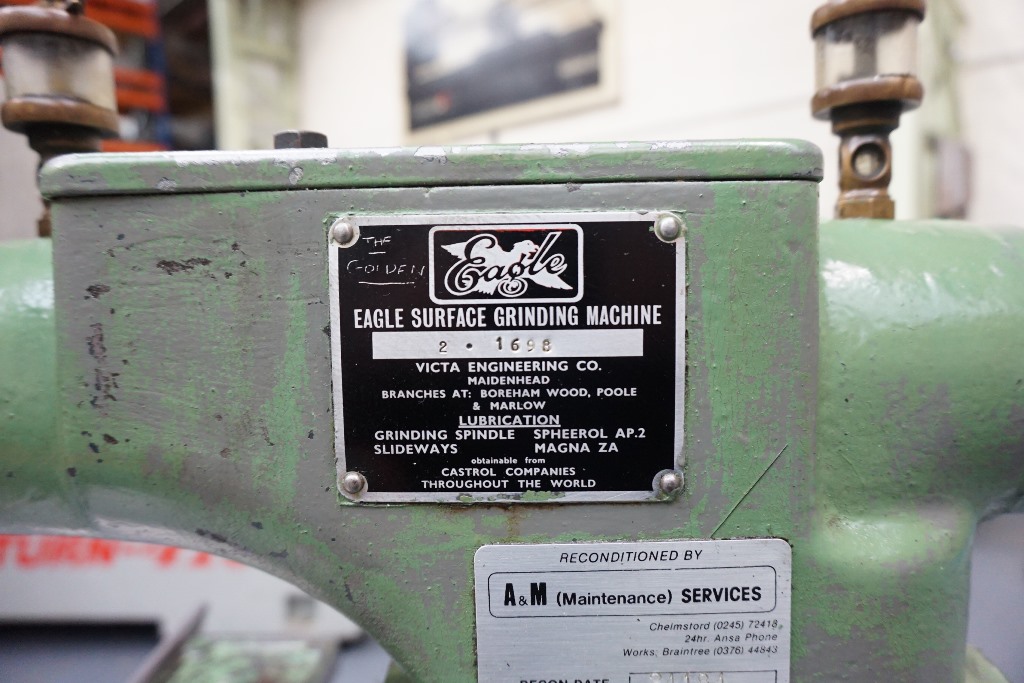 THE
GOLDEN
Eagle
EAGLE SURFACE GRINDING MACHINE
2 • 1698
VICTA ENGINEERING CO.
MAIDENHEAD
BRANCHES AT: BOREHAM WOOD, POOLE
& MARLOW
LUBRICATION
GRINDING SPINDLE SPHEEROL AP.2
SLIDEWAYS MAGNA ZA
obtainable from
CASTROL COMPANIES
THROUGHOUT THE WORLD
RECONDITIONED BY
A&M (Maintenance) SERVICES
Chelmsford (0245) 72418
24hr. Ansa Phone
Works: Braintree (0376) 44843
RECON DATE